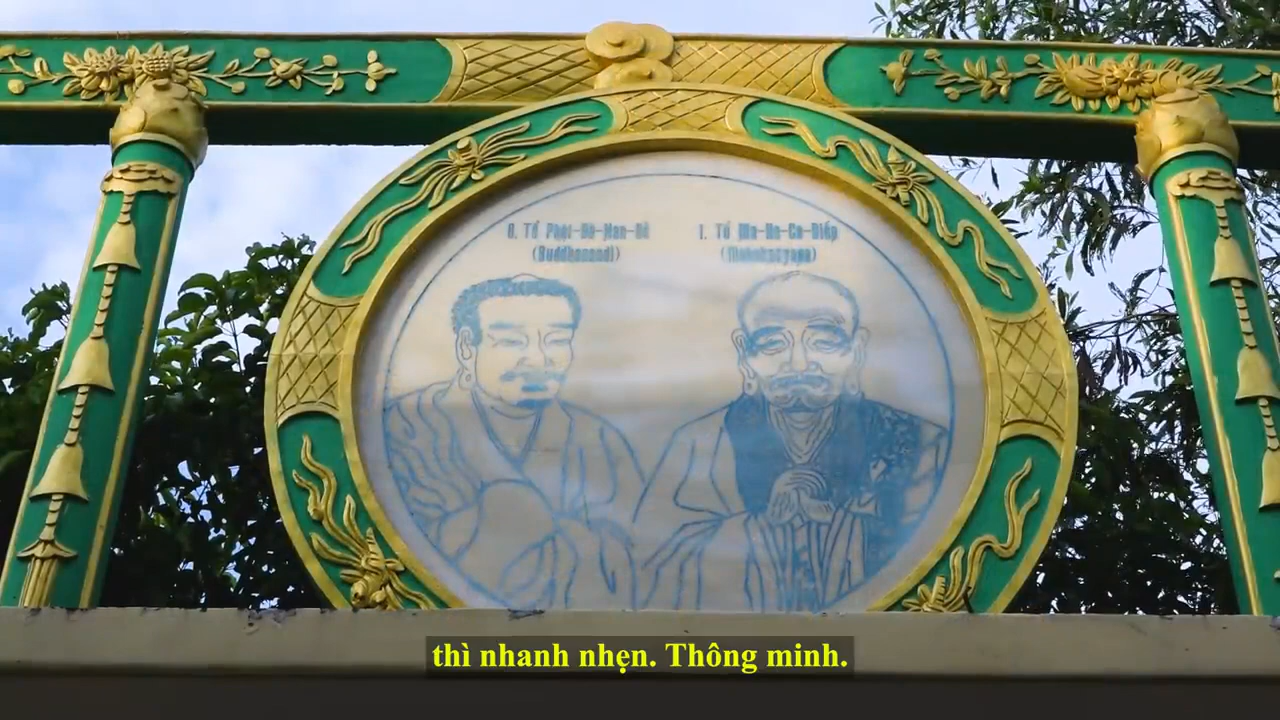 8. Tổ Phật-Đà-Nan-Đề
(Buddhanandi)
1. Tổ Ma-Ha-Ca-Diếp
(Mahakasyapa)
thì nhanh nhẹn. Thông minh.